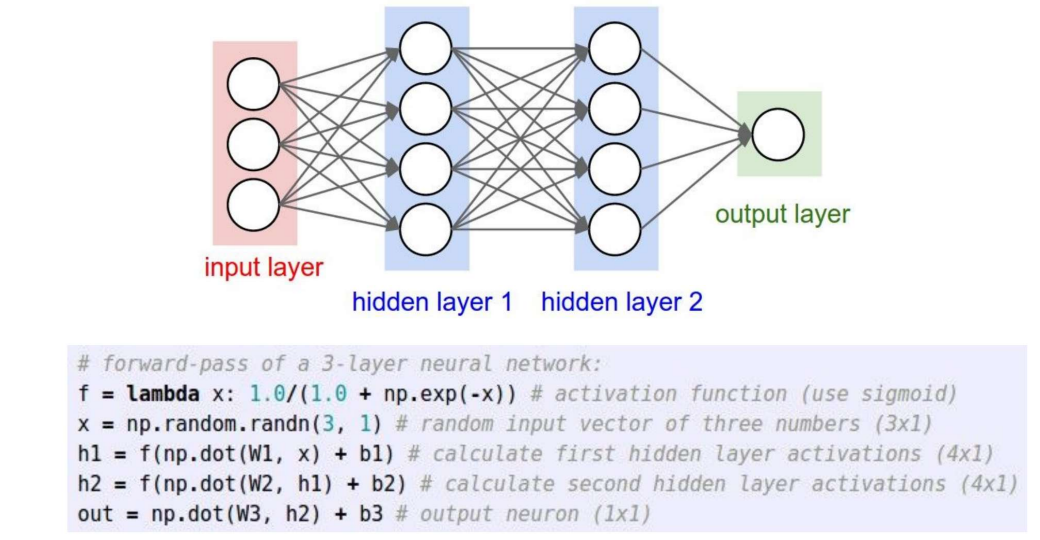 output layer
input layer
hidden layer 1 hidden layer 2
# forward-pass of a 3-layer neural network:
f = lambda x: 1.0/(1.0 + np.exp(-x)) # activation function (use sigmoid)
x = np.random.randn(3, 1) # random input vector of three numbers (3x1)
h1 = f(np.dot(W1, x) + b1) # calculate first hidden layer activations (4x1)
h2 = f(np.dot(W2, h1) + b2) # calculate second hidden layer activations (4x1)
out = np.dot(W3, h2) + b3 # output neuron (1x1)